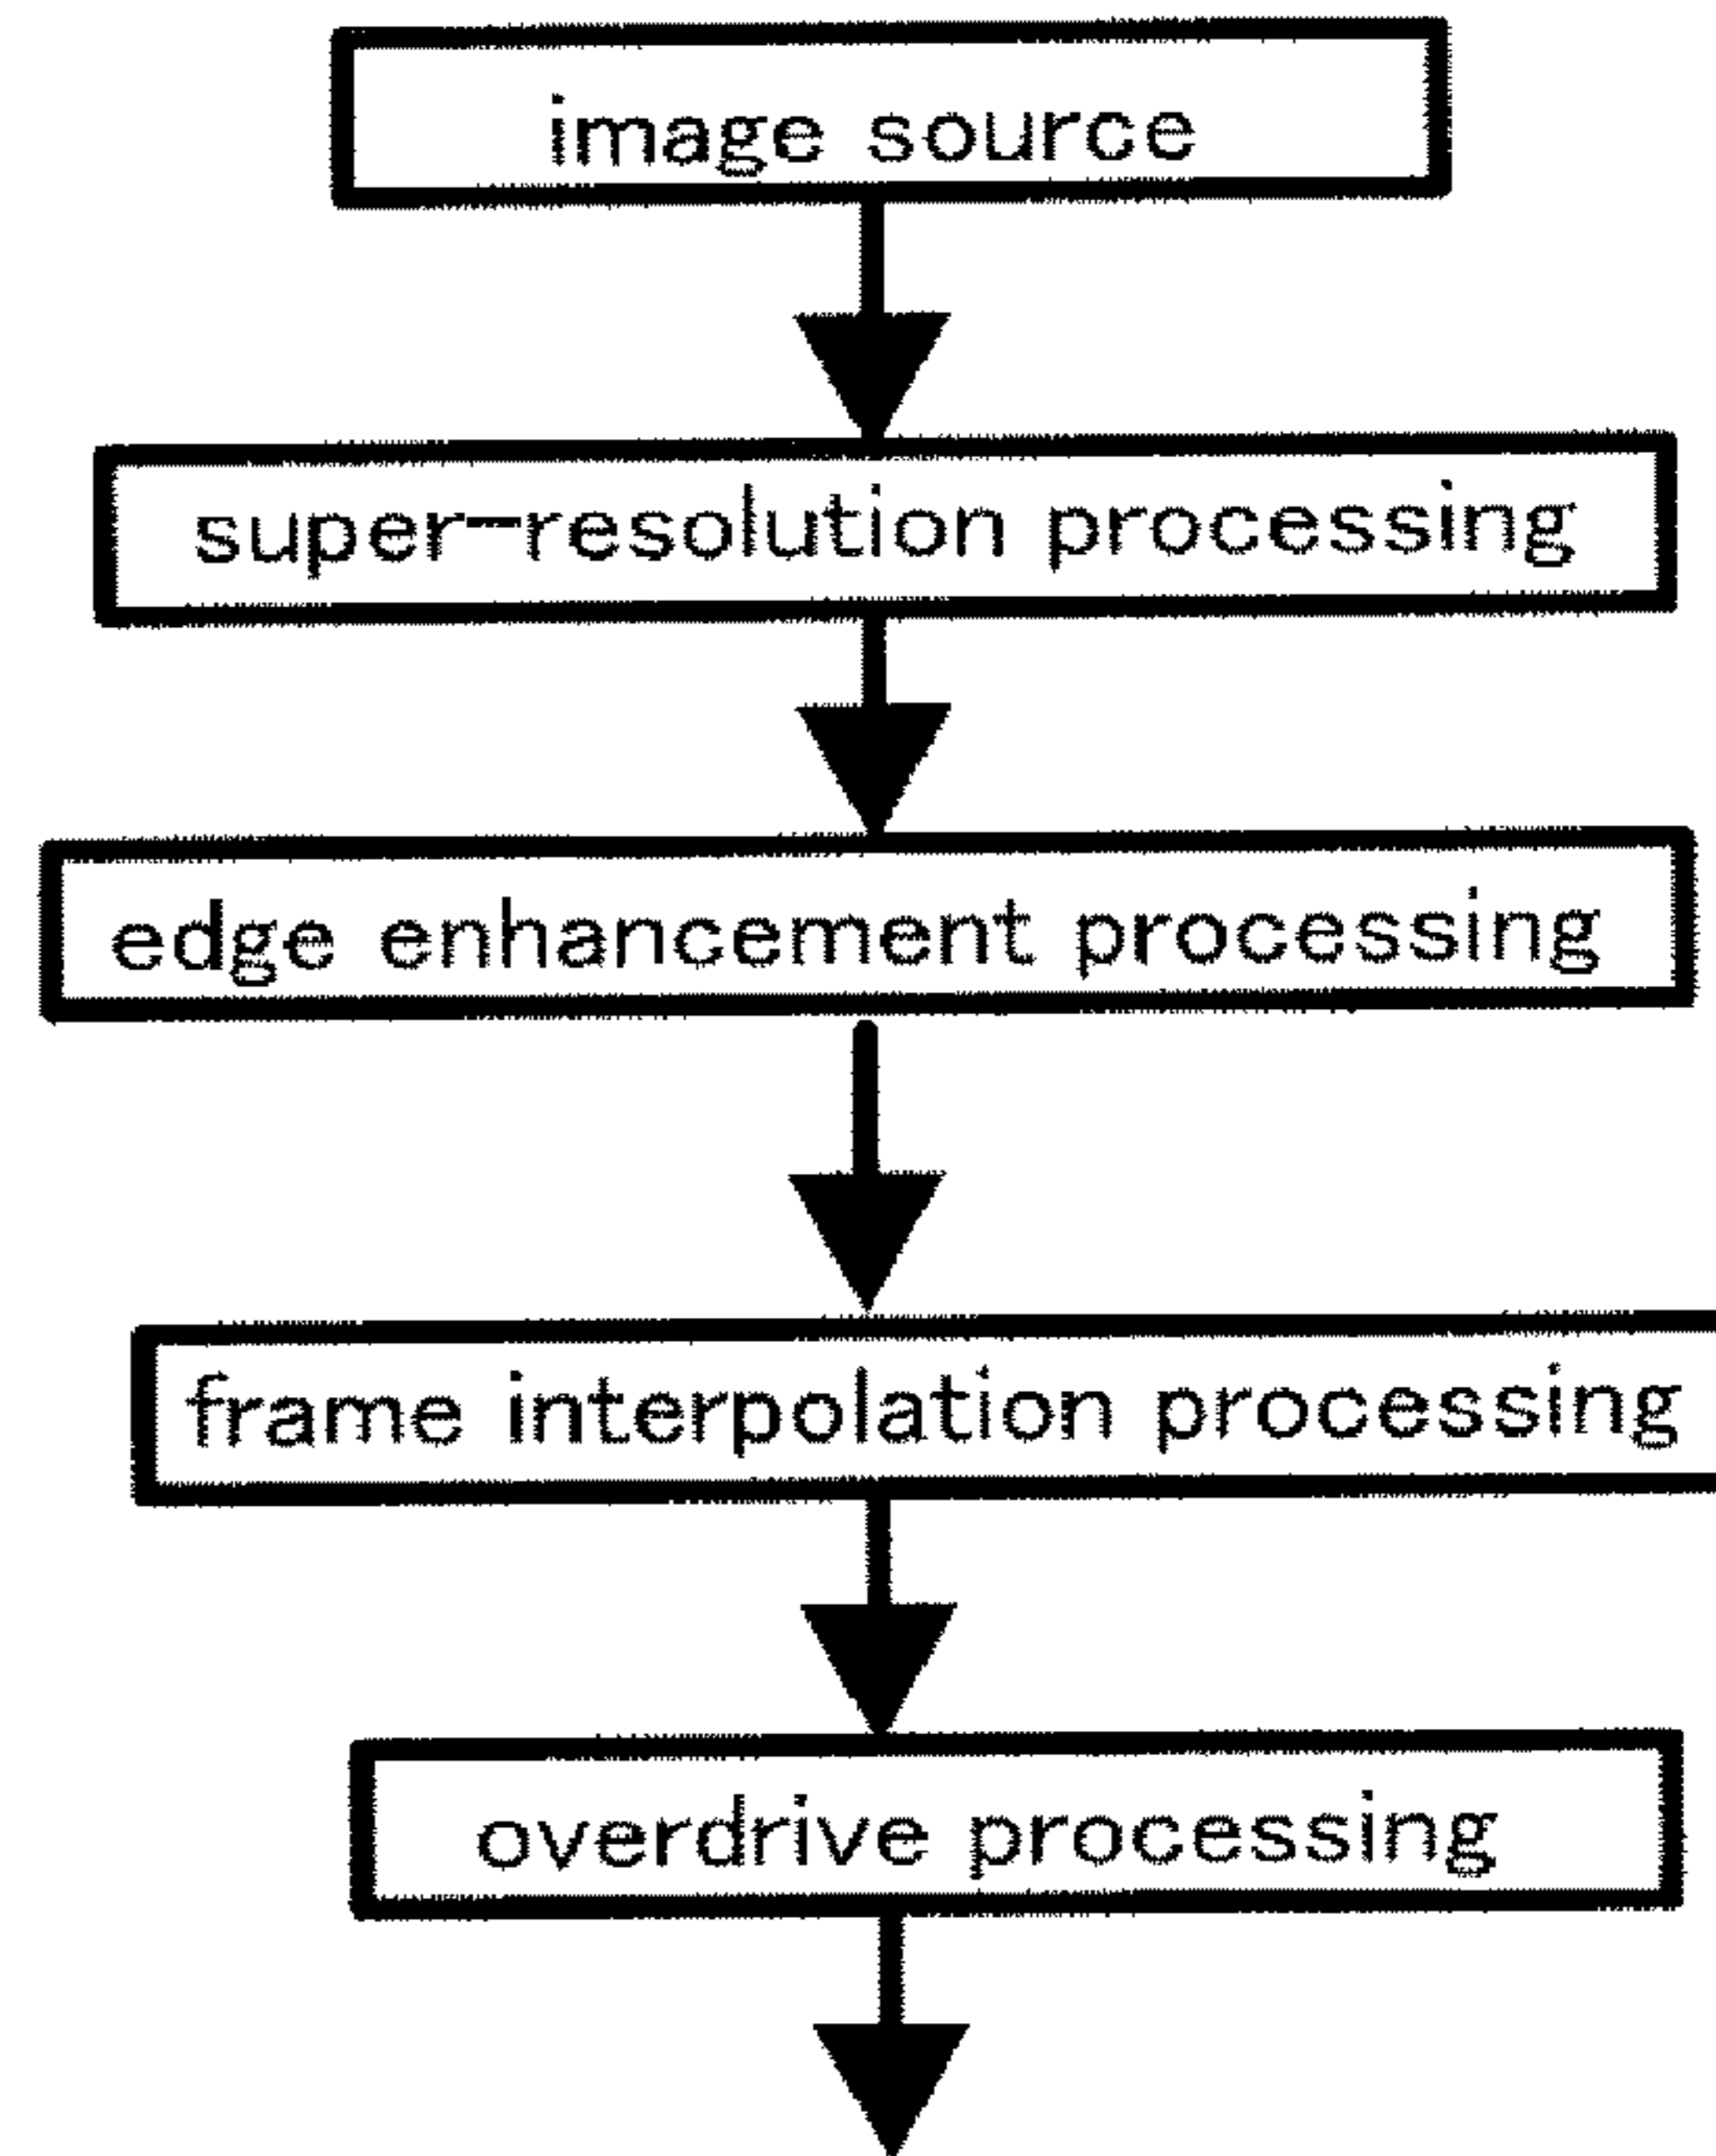 image source
super-resolution processing
edge enhancement processing
frame interpolation processing
overdrive processing